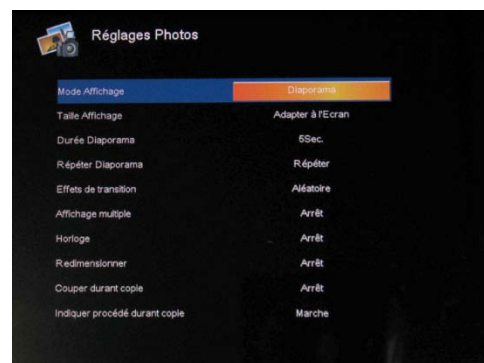 Réglages Photos
Mode Affichage Diaporama
Taille Affichage Adapter à l'Ecran
Durée Diaporama 5Sec.
Répéter Diaporama Répéter
Effets de transition Aléatoire
Affichage multiple Arrêt
Horloge Arrêt
Redimensionner Arrêt
Couper durant copie Arrêt
Indiquer procédé durant copie Marche